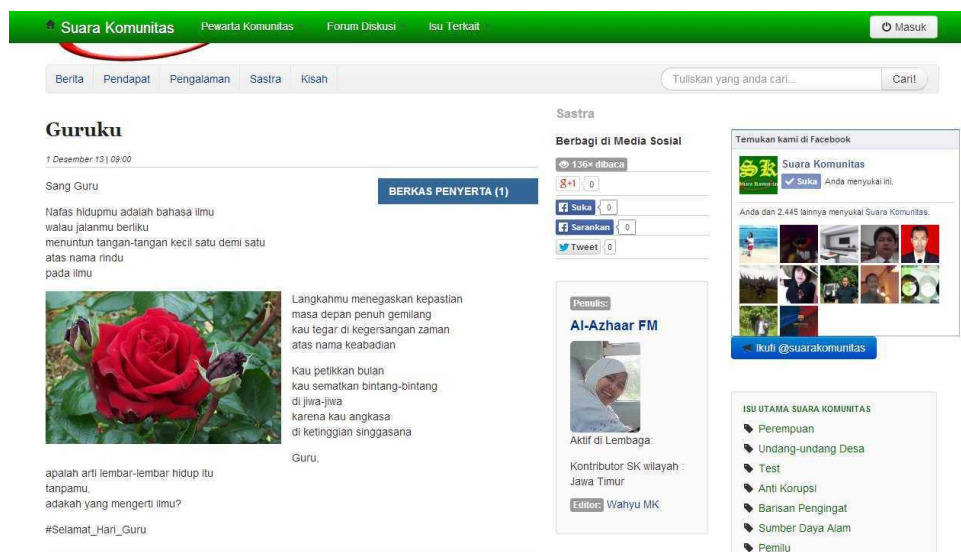 Suara Komunitas
Pewarta Komunitas
Forum Diskusi
Isu Terkait
Masuk
Berita
Pendapat
Pengalaman
Sastra
Kisah
Tuliskan yang anda cari...
Cari!
Guruku
1 Desember 13 | 09:00
BERKAS PENYERTA (1)
Sang Guru
Nafas hidupmu adalah bahasa ilmu
walau jalanmu berliku
menuntun tangan-tangan kecil satu demi satu
atas nama rindu
pada ilmu
Langkahmu menegaskan kepastian
masa depan penuh gemilang
kau tegar di kegersangan zaman
atas nama keabadian
Kau petikkan bulan
kau sematkan bintang-bintang
di jiwa-jiwa
karena kau angkasa
di ketinggian singgasana
Guru,
apalah arti lembar-lembar hidup itu
tanpamu,
adakah yang mengerti ilmu?
#Selamat_Hari_Guru
Sastra
Berbagi di Media Sosial
136× dibaca
g+1 0
Suka 0
Sarankan 0
Tweet 0
Penulis:
Al-Azhaar FM
Aktif di Lembaga:
Kontributor SK wilayah :
Jawa Timur
Editor: Wahyu MK
Temukan kami di Facebook
SK
Suara Komunitas
Suara Komunitas
Suka Anda menyukai ini.
Anda dan 2.445 lainnya menyukai Suara Komunitas.
Ikuti @suarakomunitas
ISU UTAMA SUARA KOMUNITAS
Perempuan
Undang-undang Desa
Test
Anti Korupsi
Barisan Pengingat
Sumber Daya Alam
Pemilu